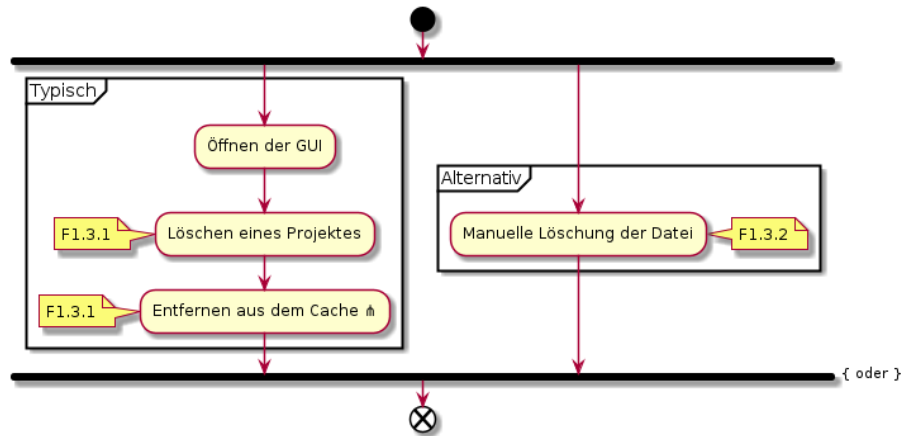 Typisch
Öffnen der GUI
F1.3.1
Löschen eines Projektes
F1.3.1
Entfernen aus dem Cache ⋔
Alternativ
Manuelle Löschung der Datei
F1.3.2
{ oder }